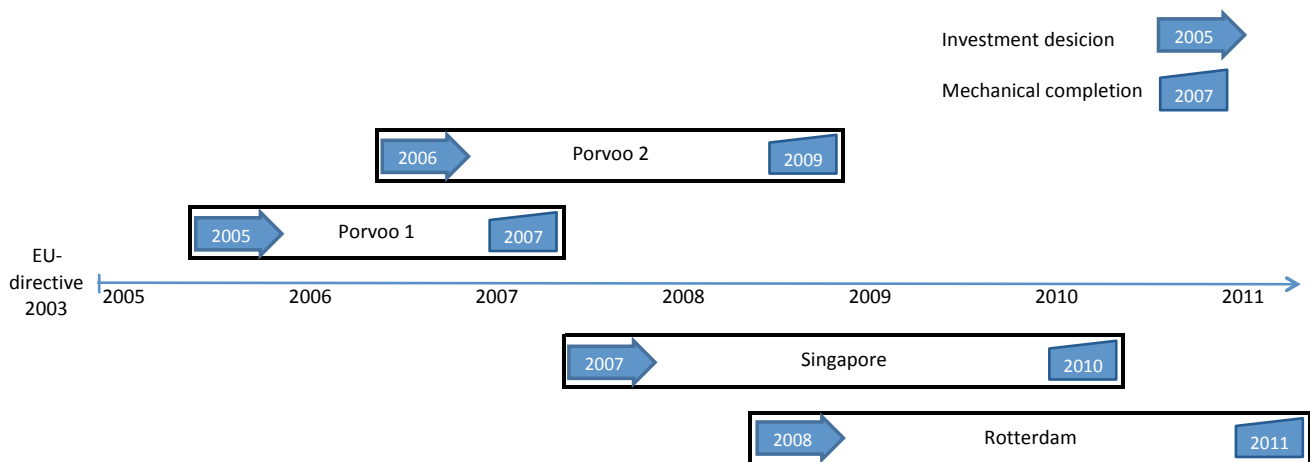 Investment desicion 2005
Mechanical completion 2007
2006 Porvoo 2 2009
2005 Porvoo 1 2007
EU-
directive
2003
2005 2006 2007 2008 2009 2010 2011
2007 Singapore 2010
2008 Rotterdam 2011